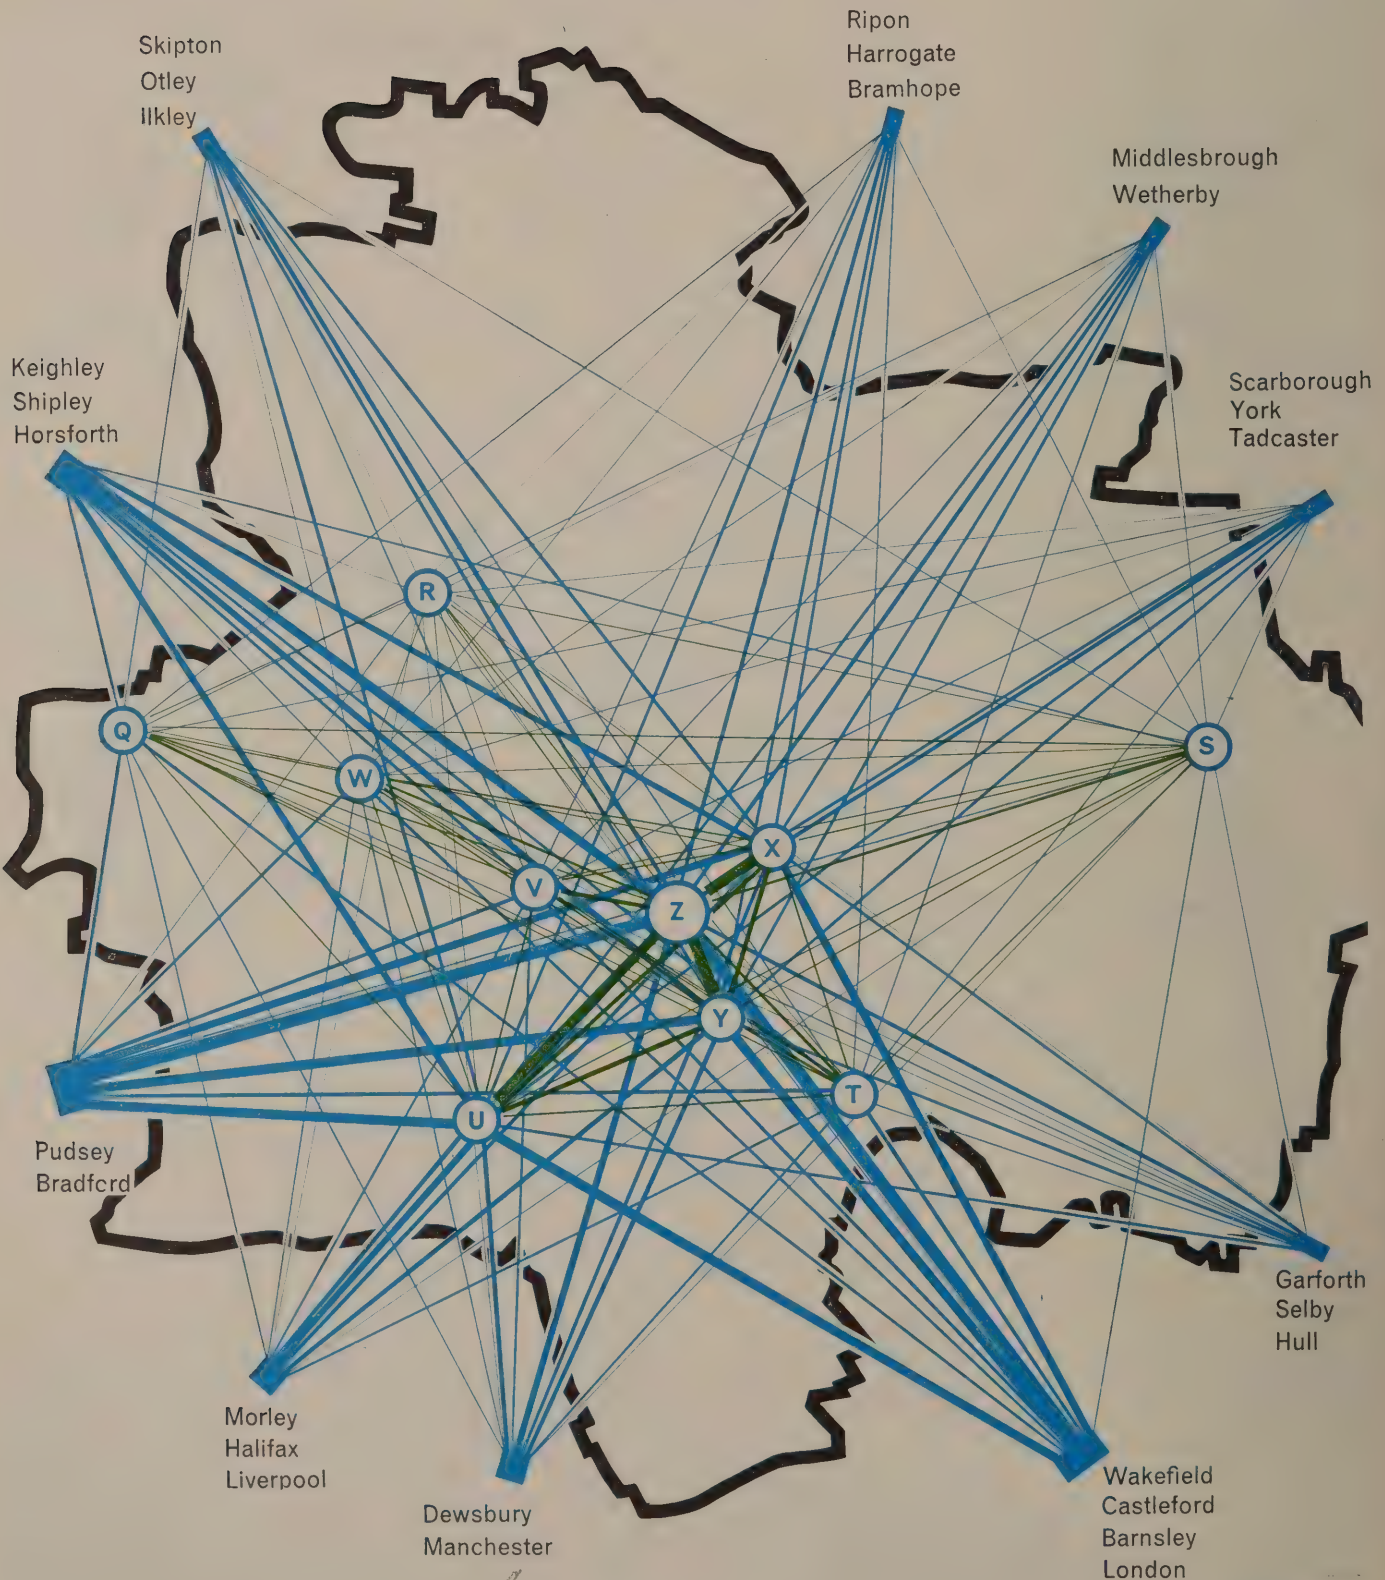 Skipton
Otley
Ilkley
Ripon
Harrogate
Bramhope
Middlesbrough
Wetherby
Scarborough
York
Tadcaster
Keighley
Shipley
Horsforth
R
Q
W
S
X
V
Z
Y
T
U
Pudsey
Bradford
Garforth
Selby
Hull
Morley
Halifax
Liverpool
Dewsbury
Manchester
Wakefield
Castleford
Barnsley
London